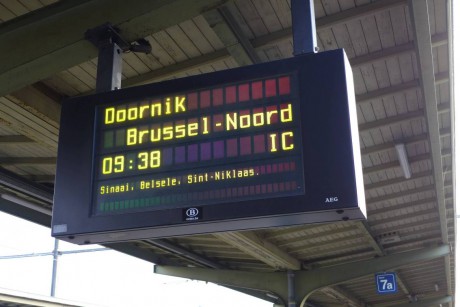 Doornik
Brussel-Noord
09:38 IC
Sinaai, Belsele, Sint-Niklaas.
B
AEG
7a